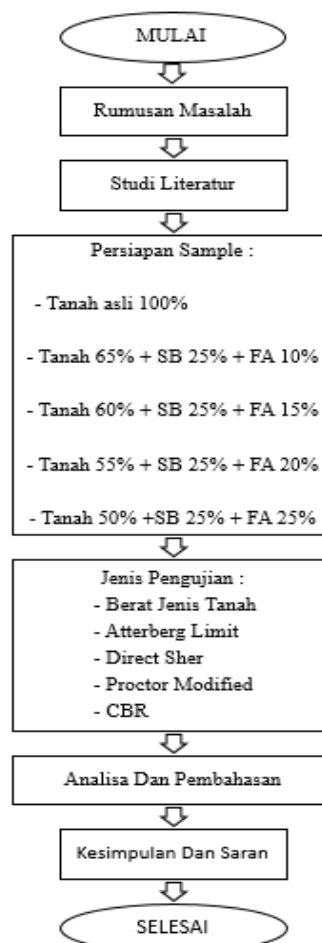 MULAI
Rumusan Masalah
Studi Literatur
Persiapan Sample :
- Tanah asli 100%
- Tanah 65% + SB 25% + FA 10%
- Tanah 60% + SB 25% + FA 15%
- Tanah 55% + SB 25% + FA 20%
- Tanah 50% +SB 25% + FA 25%
Jenis Pengujian :
- Berat Jenis Tanah
- Atterberg Limit
- Direct Sher
- Proctor Modified
- CBR
Analisa Dan Pembahasan
Kesimpulan Dan Saran
SELESAI